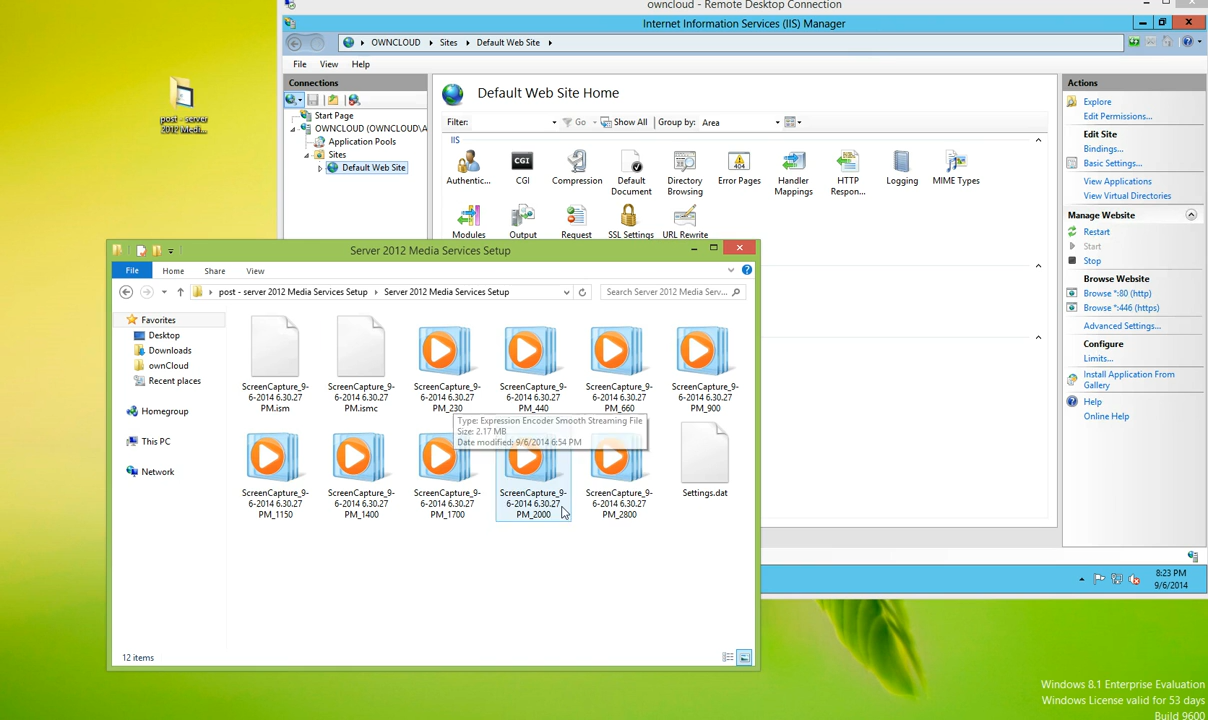 owncloud - Remote Desktop Connection
Internet Information Services (IIS) Manager
OWNCLOUD
Sites
Default Web Site
File
View
Help
Connections
Start Page
OWNCLOUD (OWNCLOUD\A
Application Pools
Sites
Default Web Site
Default Web Site Home
Filter:
Go
Show All
Group by:
Area
IIS
Authentic...
CGI
Compression
Default
Document
Directory
Browsing
Error Pages
Handler
Mappings
HTTP
Respon...
Logging
MIME Types
Modules
Output
Request
SSL Settings
URL Rewrite
Actions
Explore
Edit Permissions...
Edit Site
Bindings...
Basic Settings...
View Applications
View Virtual Directories
Manage Website
Restart
Start
Stop
Browse Website
Browse *:80 (http)
Browse *:446 (https)
Advanced Settings...
Configure
Limits...
Install Application From
Gallery
Help
Online Help
8:23 PM
9/6/2014
post - server
2012 Medi...
Server 2012 Media Services Setup
File
Home
Share
View
post - server 2012 Media Services Setup
Server 2012 Media Services Setup
Search Server 2012 Media Serv...
Favorites
Desktop
Downloads
ownCloud
Recent places
Homegroup
This PC
Network
ScreenCapture_9-
6-2014 6.30.27
PM.ism
ScreenCapture_9-
6-2014 6.30.27
PM.ismc
ScreenCapture_9-
6-2014 6.30.27
PM_230
ScreenCapture_9-
6-2014 6.30.27
PM_440
ScreenCapture_9-
6-2014 6.30.27
PM_660
ScreenCapture_9-
6-2014 6.30.27
PM_900
Type: Expression Encoder Smooth Streaming File
Size: 2.17 MB
Date modified: 9/6/2014 6:54 PM
ScreenCapture_9-
6-2014 6.30.27
PM_1150
ScreenCapture_9-
6-2014 6.30.27
PM_1400
ScreenCapture_9-
6-2014 6.30.27
PM_1700
ScreenCapture_9-
6-2014 6.30.27
PM_2000
ScreenCapture_9-
6-2014 6.30.27
PM_2800
Settings.dat
12 items
Windows 8.1 Enterprise Evaluation
Windows License valid for 53 days
Build 9600